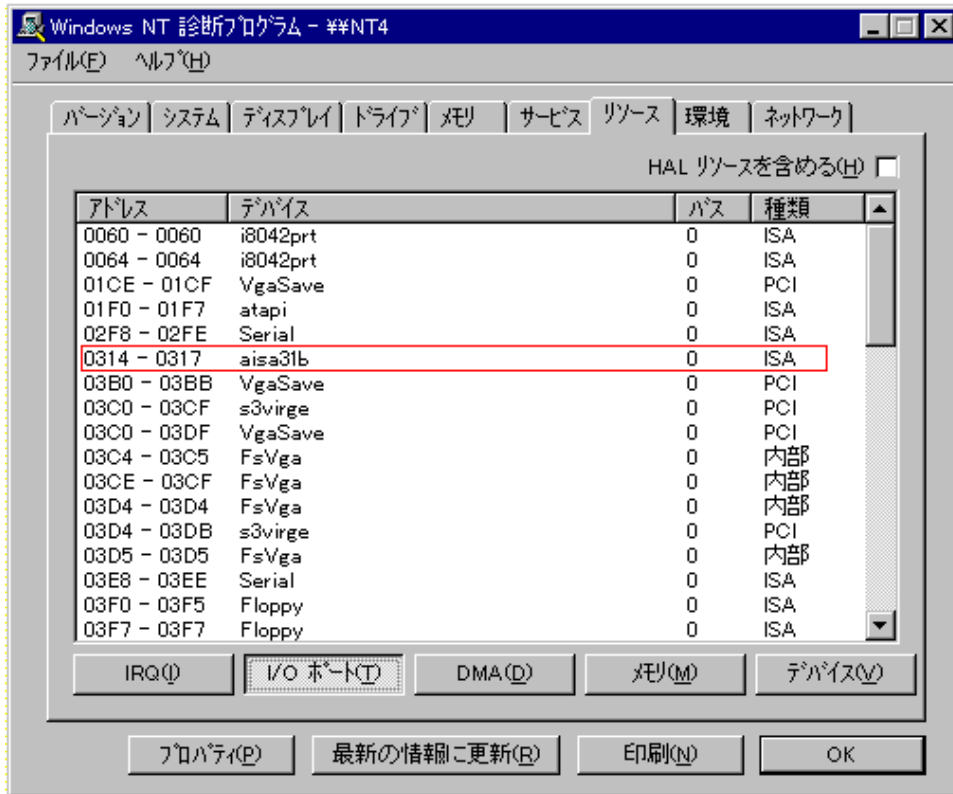 Windows NT 診断ﾌﾟﾛｸﾞﾗﾑ - ¥¥NT4
ﾌｧｲﾙ(F) ﾍﾙﾌﾟ(H)
ﾊﾞｰｼﾞｮﾝ ｼｽﾃﾑ ﾃﾞｨｽﾌﾟﾚｲ ﾄﾞﾗｲﾌﾞ ﾒﾓﾘ ｻｰﾋﾞｽ ﾘｿｰｽ 環境 ﾈｯﾄﾜｰｸ
HAL ﾘｿｰｽを含める(H)
ｱﾄﾞﾚｽ ﾃﾞﾊﾞｲｽ ﾊﾞｽ 種類
0060 - 0060 i8042prt 0 ISA
0064 - 0064 i8042prt 0 ISA
01CE - 01CF VgaSave 0 PCI
01F0 - 01F7 atapi 0 ISA
02F8 - 02FE Serial 0 ISA
0314 - 0317 aisa31b 0 ISA
03B0 - 03BB VgaSave 0 PCI
03C0 - 03CF s3virge 0 PCI
03C0 - 03DF VgaSave 0 PCI
03C4 - 03C5 FsVga 0 内部
03CE - 03CF FsVga 0 内部
03D4 - 03D4 FsVga 0 内部
03D4 - 03DB s3virge 0 PCI
03D5 - 03D5 FsVga 0 内部
03E8 - 03EE Serial 0 ISA
03F0 - 03F5 Floppy 0 ISA
03F7 - 03F7 Floppy 0 ISA
IRQ(I) I/O ﾎﾟｰﾄ(T) DMA(D) ﾒﾓﾘ(M) ﾃﾞﾊﾞｲｽ(V)
ﾌﾟﾛﾊﾟﾃｨ(P) 最新の情報に更新(R) 印刷(N) OK